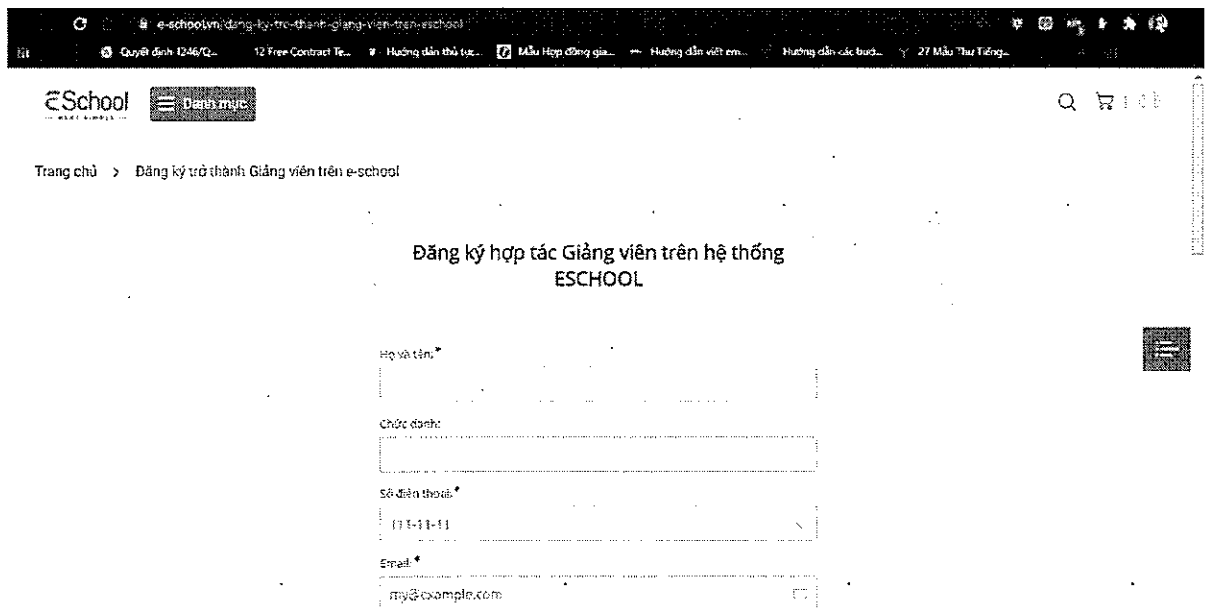 e-school.vn/dang-ky-tro-thanh-giang-vien-tren-eschool
Quyết định 1246/Q... 12 Free Contract Te... Hướng dẫn thủ tục... Mẫu Hợp đồng gia... Hướng dẫn viết em... Hướng dẫn các bướ... 27 Mẫu Thư Tiếng...
ESchool Danh mục
Trang chủ > Đăng ký trở thành Giảng viên trên e-school
Đăng ký hợp tác Giảng viên trên hệ thống
ESCHOOL
Họ và tên:*
Chức danh:
Số điện thoại:*
Email:*
my@example.com